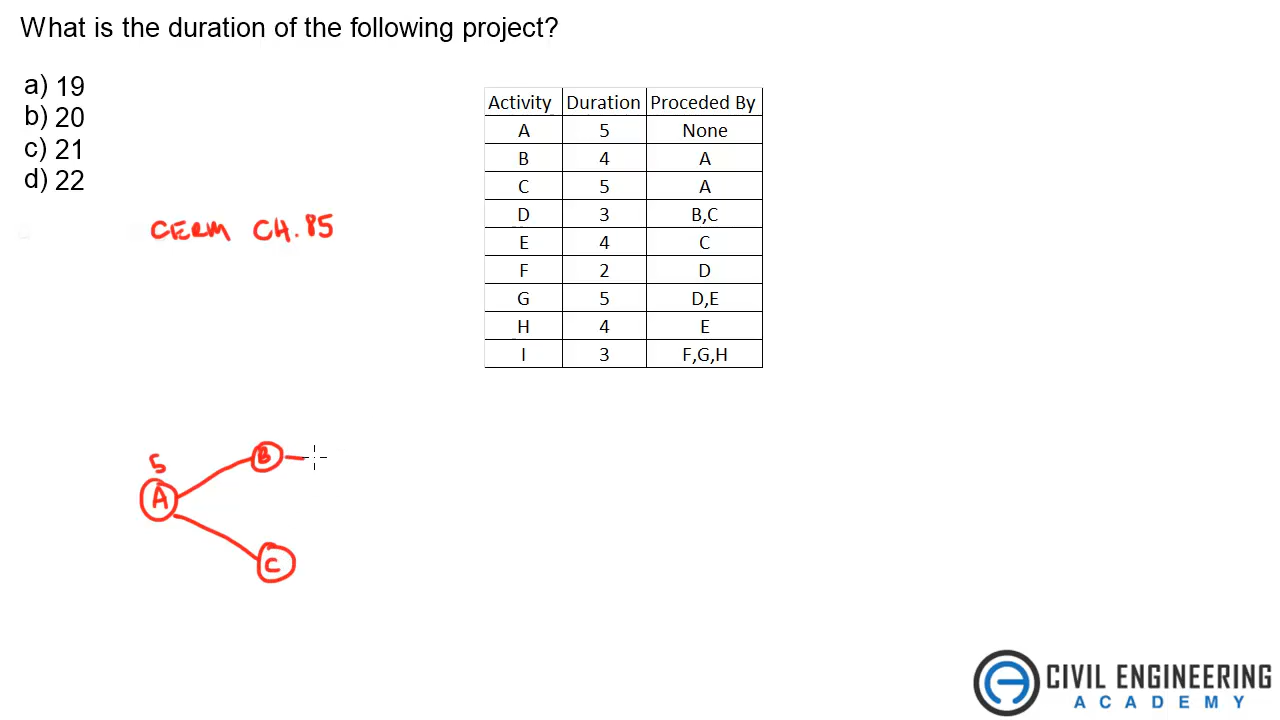 What is the duration of the following project?
a) 19
b) 20
c) 21
d) 22
CERM CH. 85
Activity Duration Proceded By
A 5 None
B 4 A
C 5 A
D 3 B,C
E 4 C
F 2 D
G 5 D,E
H 4 E
I 3 F,G,H
5
A
B
C
CIVIL ENGINEERING
ACADEMY